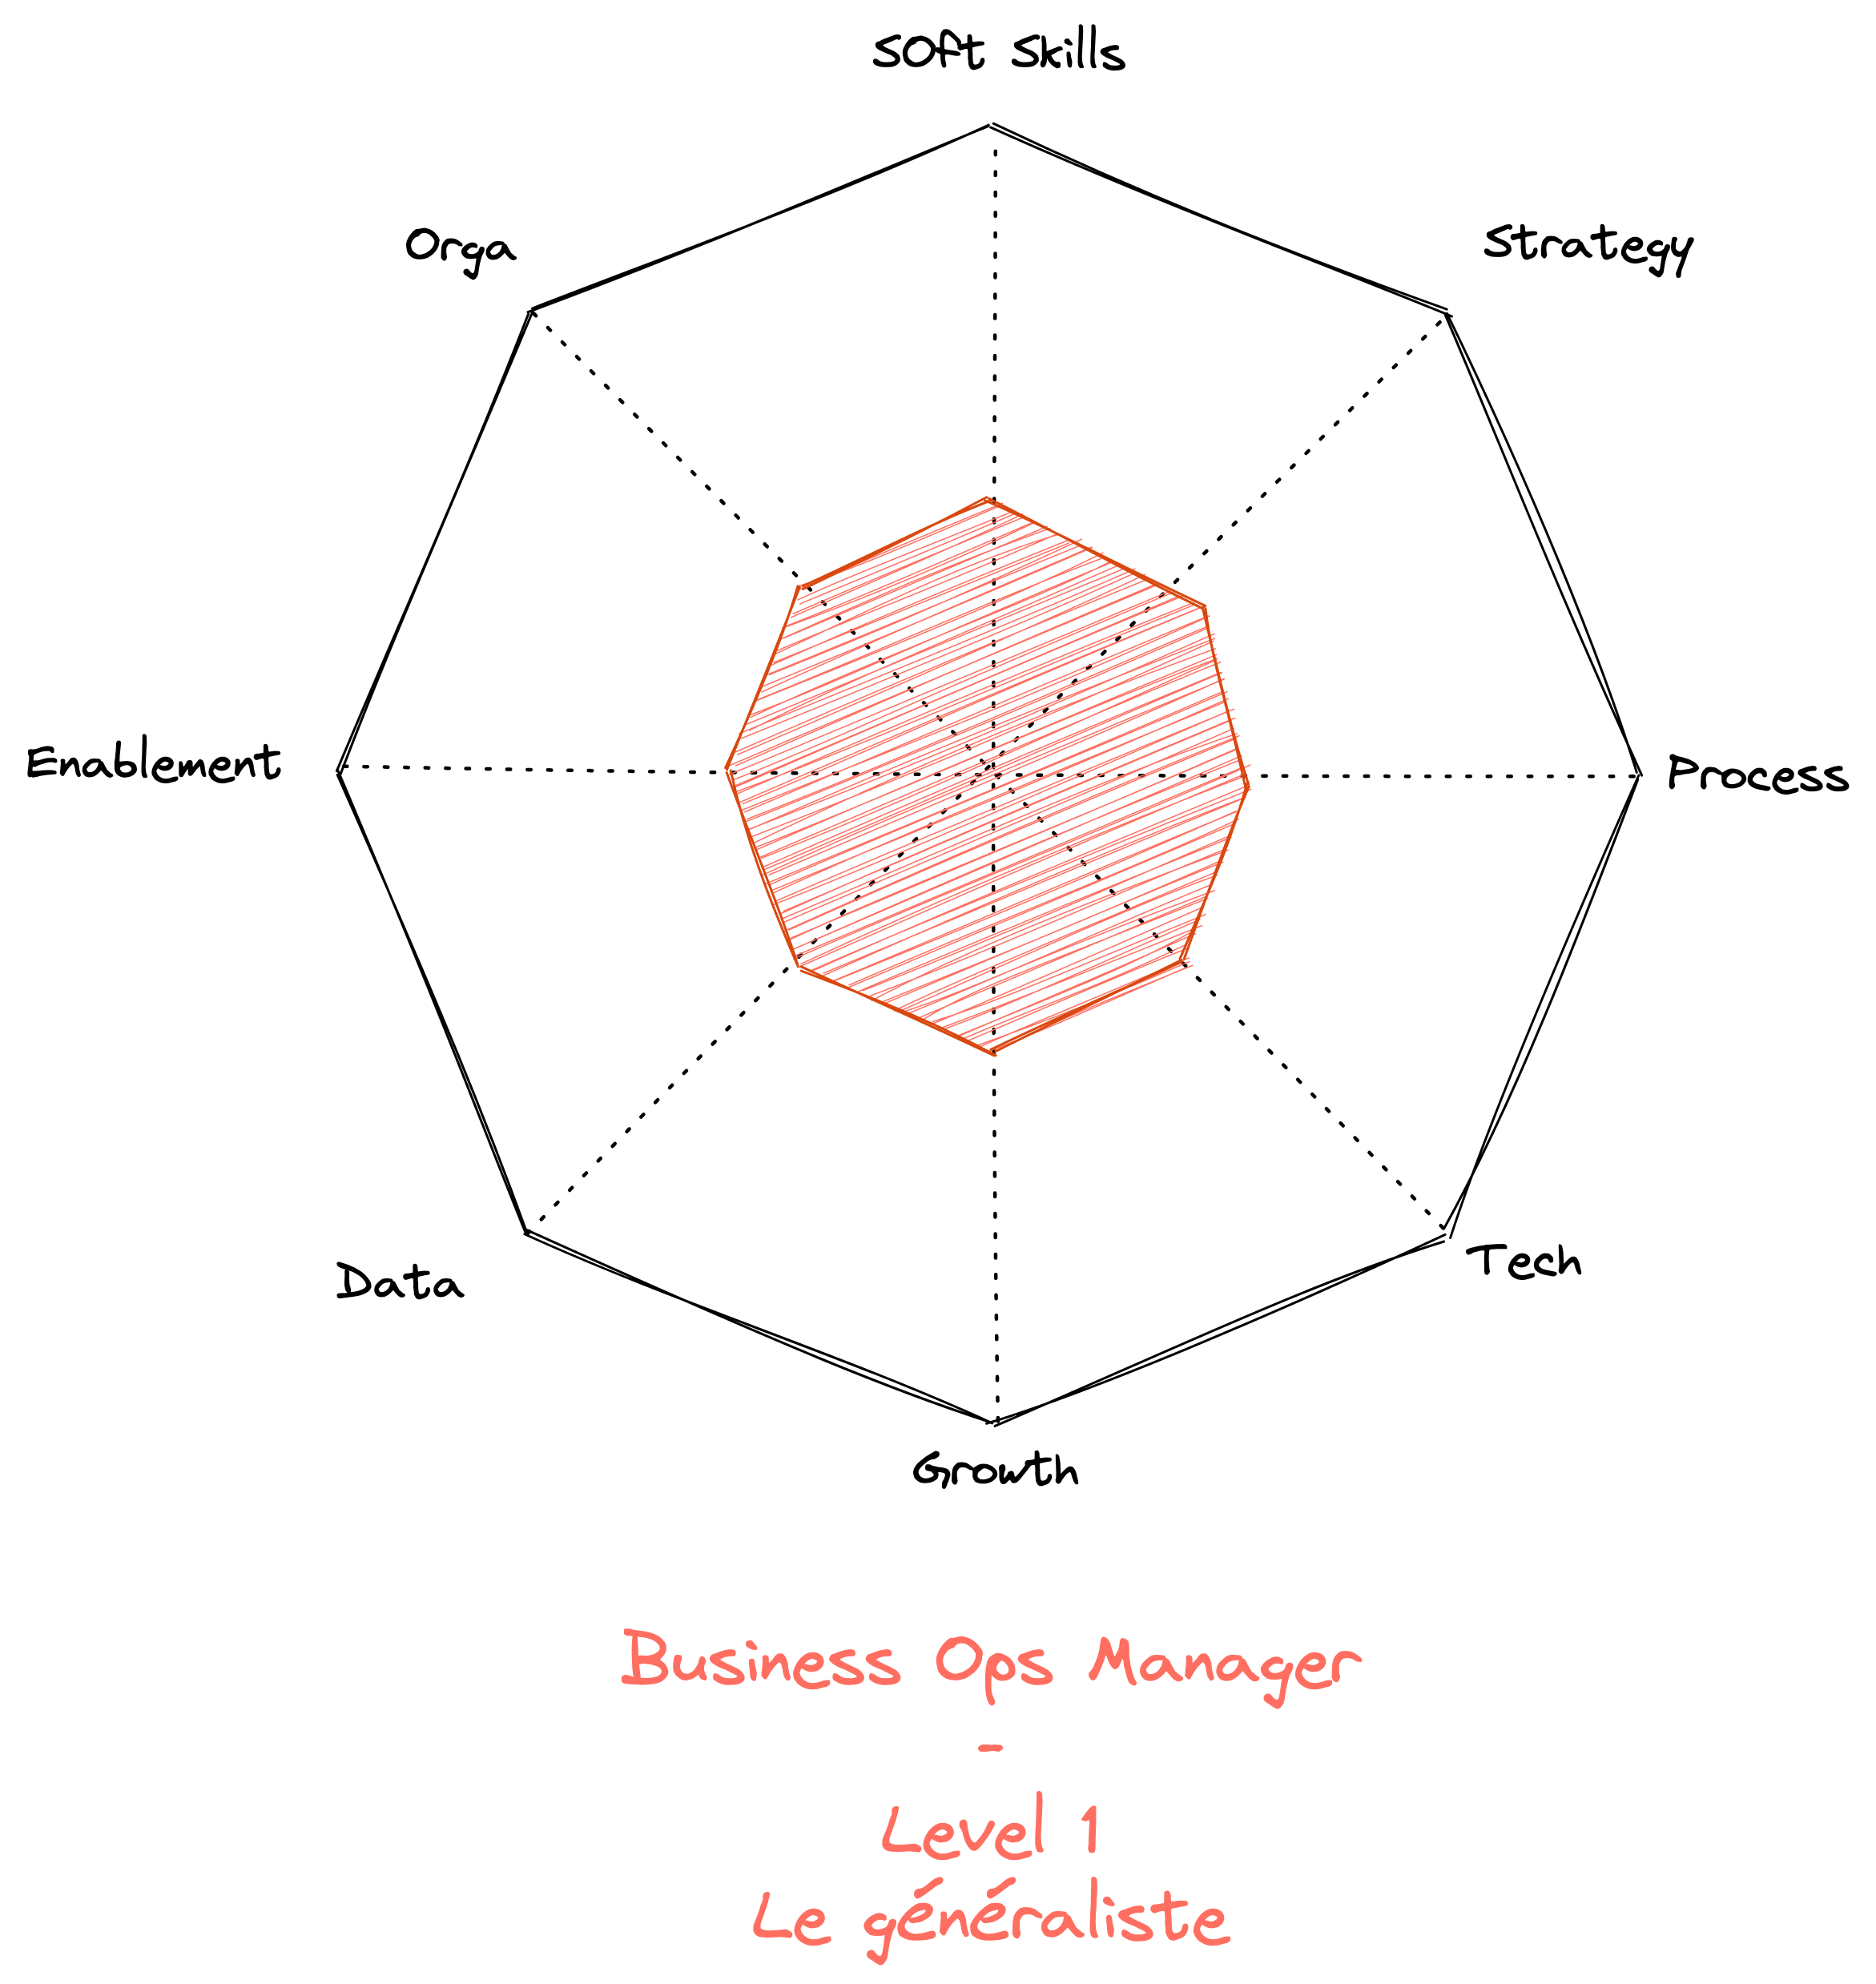 Soft Skills
Orga
Strategy
Enablement
Process
Data
Tech
Growth
Business Ops Manager
-
Level 1
Le généraliste